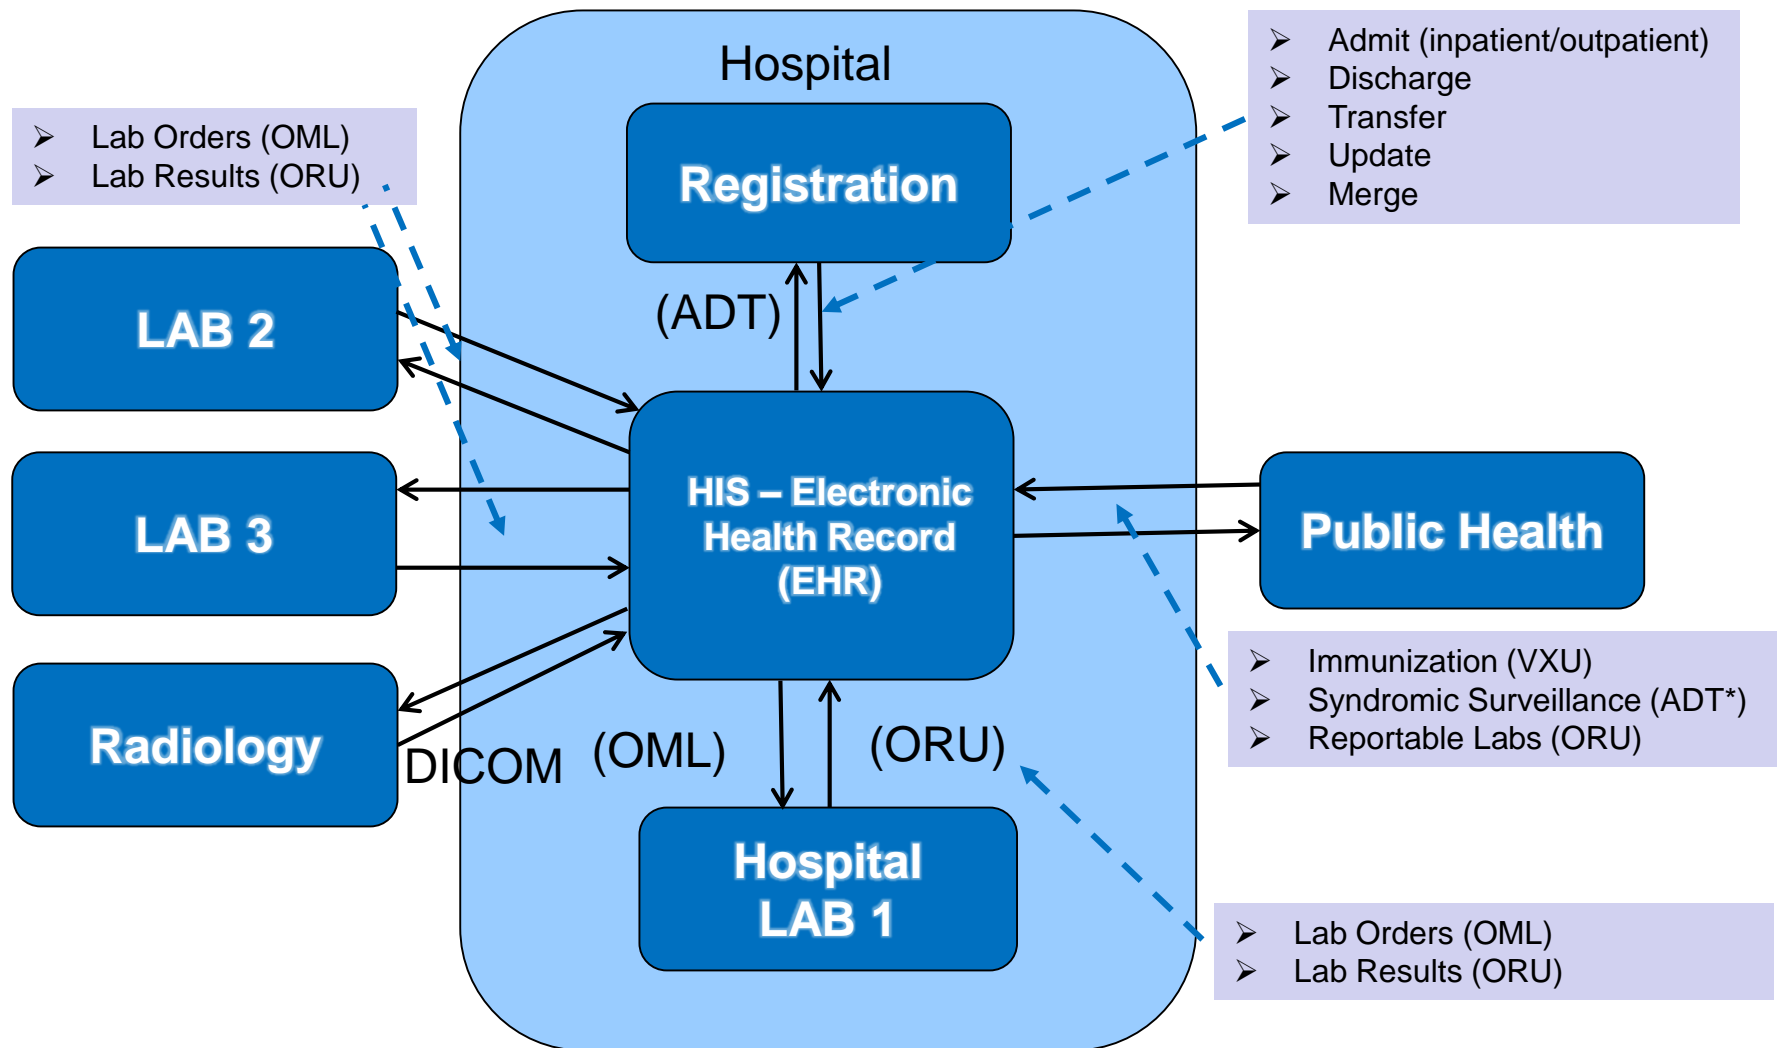 Hospital
➢ Admit (inpatient/outpatient)
➢ Discharge
➢ Transfer
➢ Update
➢ Merge
➢ Lab Orders (OML)
➢ Lab Results (ORU)
Registration
LAB 2
(ADT)
LAB 3
HIS – Electronic
Health Record
(EHR)
Public Health
Radiology
DICOM
(OML)
(ORU)
➢ Immunization (VXU)
➢ Syndromic Surveillance (ADT*)
➢ Reportable Labs (ORU)
Hospital
LAB 1
➢ Lab Orders (OML)
➢ Lab Results (ORU)